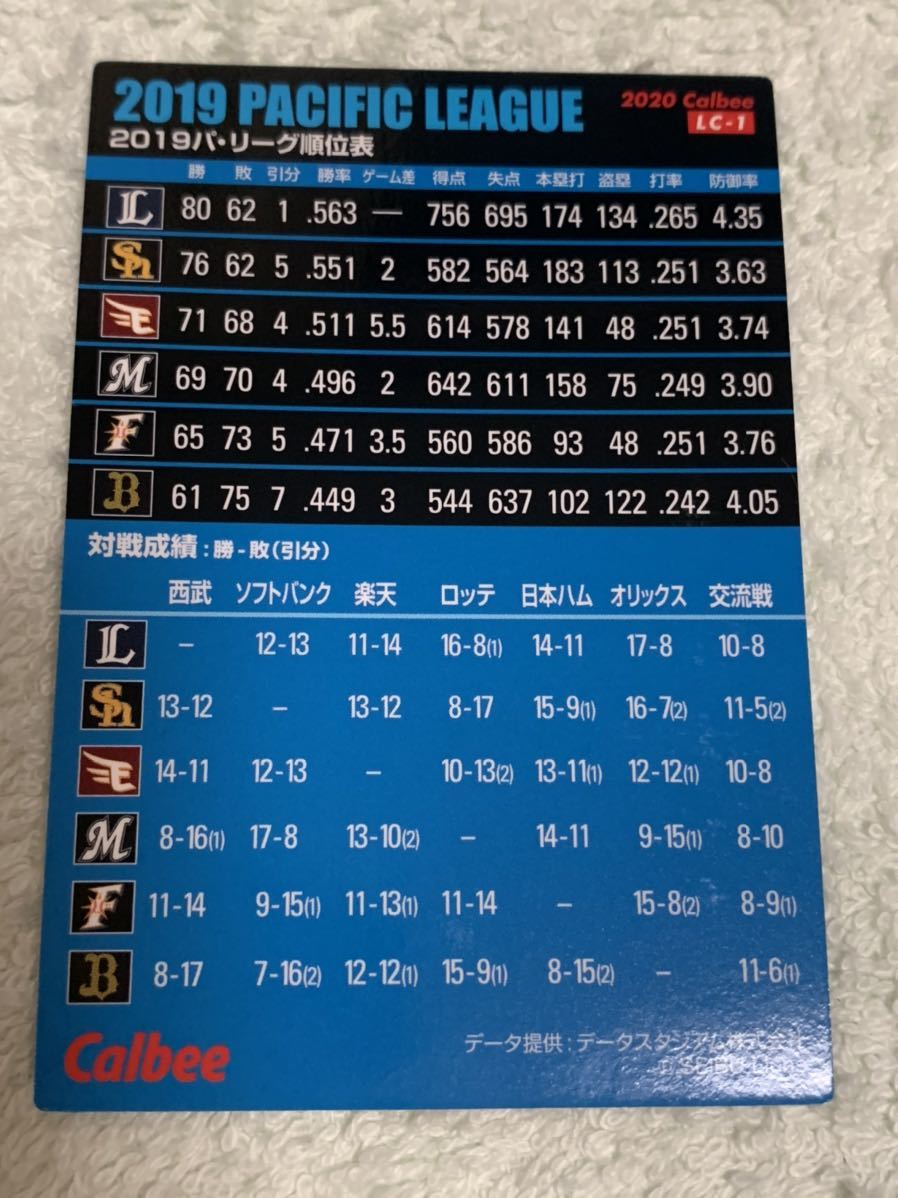 2019 PACIFIC LEAGUE
2020 Calbee
LC-1
2019パ・リーグ順位表
勝 敗 引分 勝率 ゲーム差 得点 失点 本塁打 盗塁 打率 防御率
L 80 62 1 .563 — 756 695 174 134 .265 4.35
Sh 76 62 5 .551 2 582 564 183 113 .251 3.63
E 71 68 4 .511 5.5 614 578 141 48 .251 3.74
M 69 70 4 .496 2 642 611 158 75 .249 3.90
F 65 73 5 .471 3.5 560 586 93 48 .251 3.76
B 61 75 7 .449 3 544 637 102 122 .242 4.05
対戦成績:勝-敗(引分)
西武 ソフトバンク 楽天 ロッテ 日本ハム オリックス 交流戦
L – 12-13 11-14 16-8(1) 14-11 17-8 10-8
Sh 13-12 – 13-12 8-17 15-9(1) 16-7(2) 11-5(2)
E 14-11 12-13 – 10-13(2) 13-11(1) 12-12(1) 10-8
M 8-16(1) 17-8 13-10(2) – 14-11 9-15(1) 8-10
F 11-14 9-15(1) 11-13(1) 11-14 – 15-8(2) 8-9(1)
B 8-17 7-16(2) 12-12(1) 15-9(1) 8-15(2) – 11-6(1)
Calbee
データ提供:データスタジアム株式会社
©SEIBU Lions